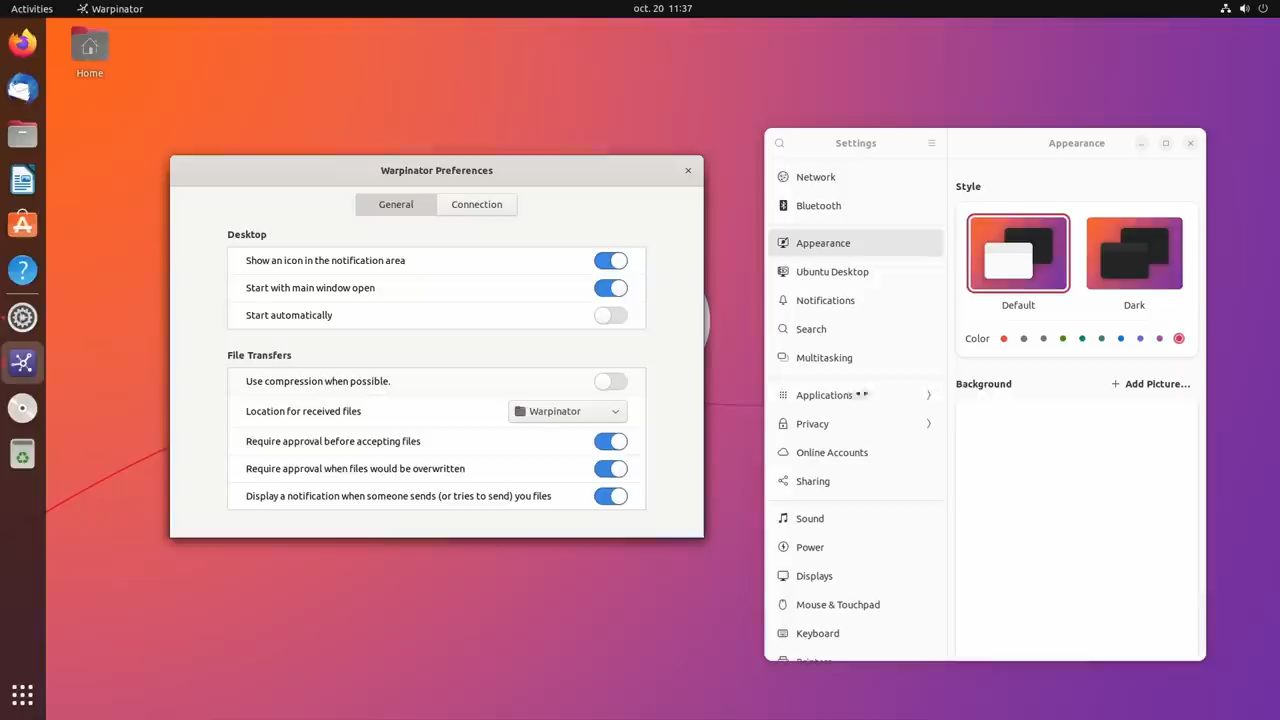 Activities
Warpinator
oct. 20 11:37
Home
Warpinator Preferences
General
Connection
Desktop
Show an icon in the notification area
Start with main window open
Start automatically
File Transfers
Use compression when possible.
Location for received files
Warpinator
Require approval before accepting files
Require approval when files would be overwritten
Display a notification when someone sends (or tries to send) you files
Settings
Network
Bluetooth
Appearance
Ubuntu Desktop
Notifications
Search
Multitasking
Applications
Privacy
Online Accounts
Sharing
Sound
Power
Displays
Mouse & Touchpad
Keyboard
Printers
Appearance
Style
Default
Dark
Color
Background
Add Picture...